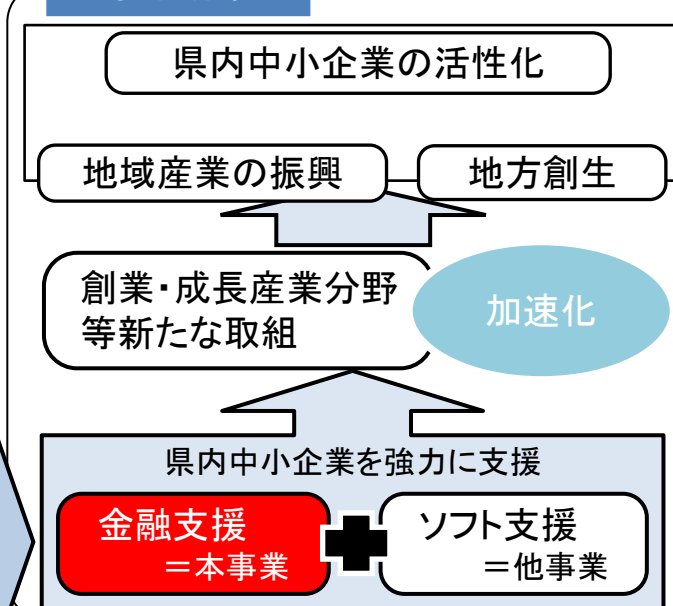 県内中小企業の活性化
地域産業の振興
地方創生
創業・成長産業分野
等新たな取組
加速化
県内中小企業を強力に支援
金融支援
＝本事業
ソフト支援
＝他事業